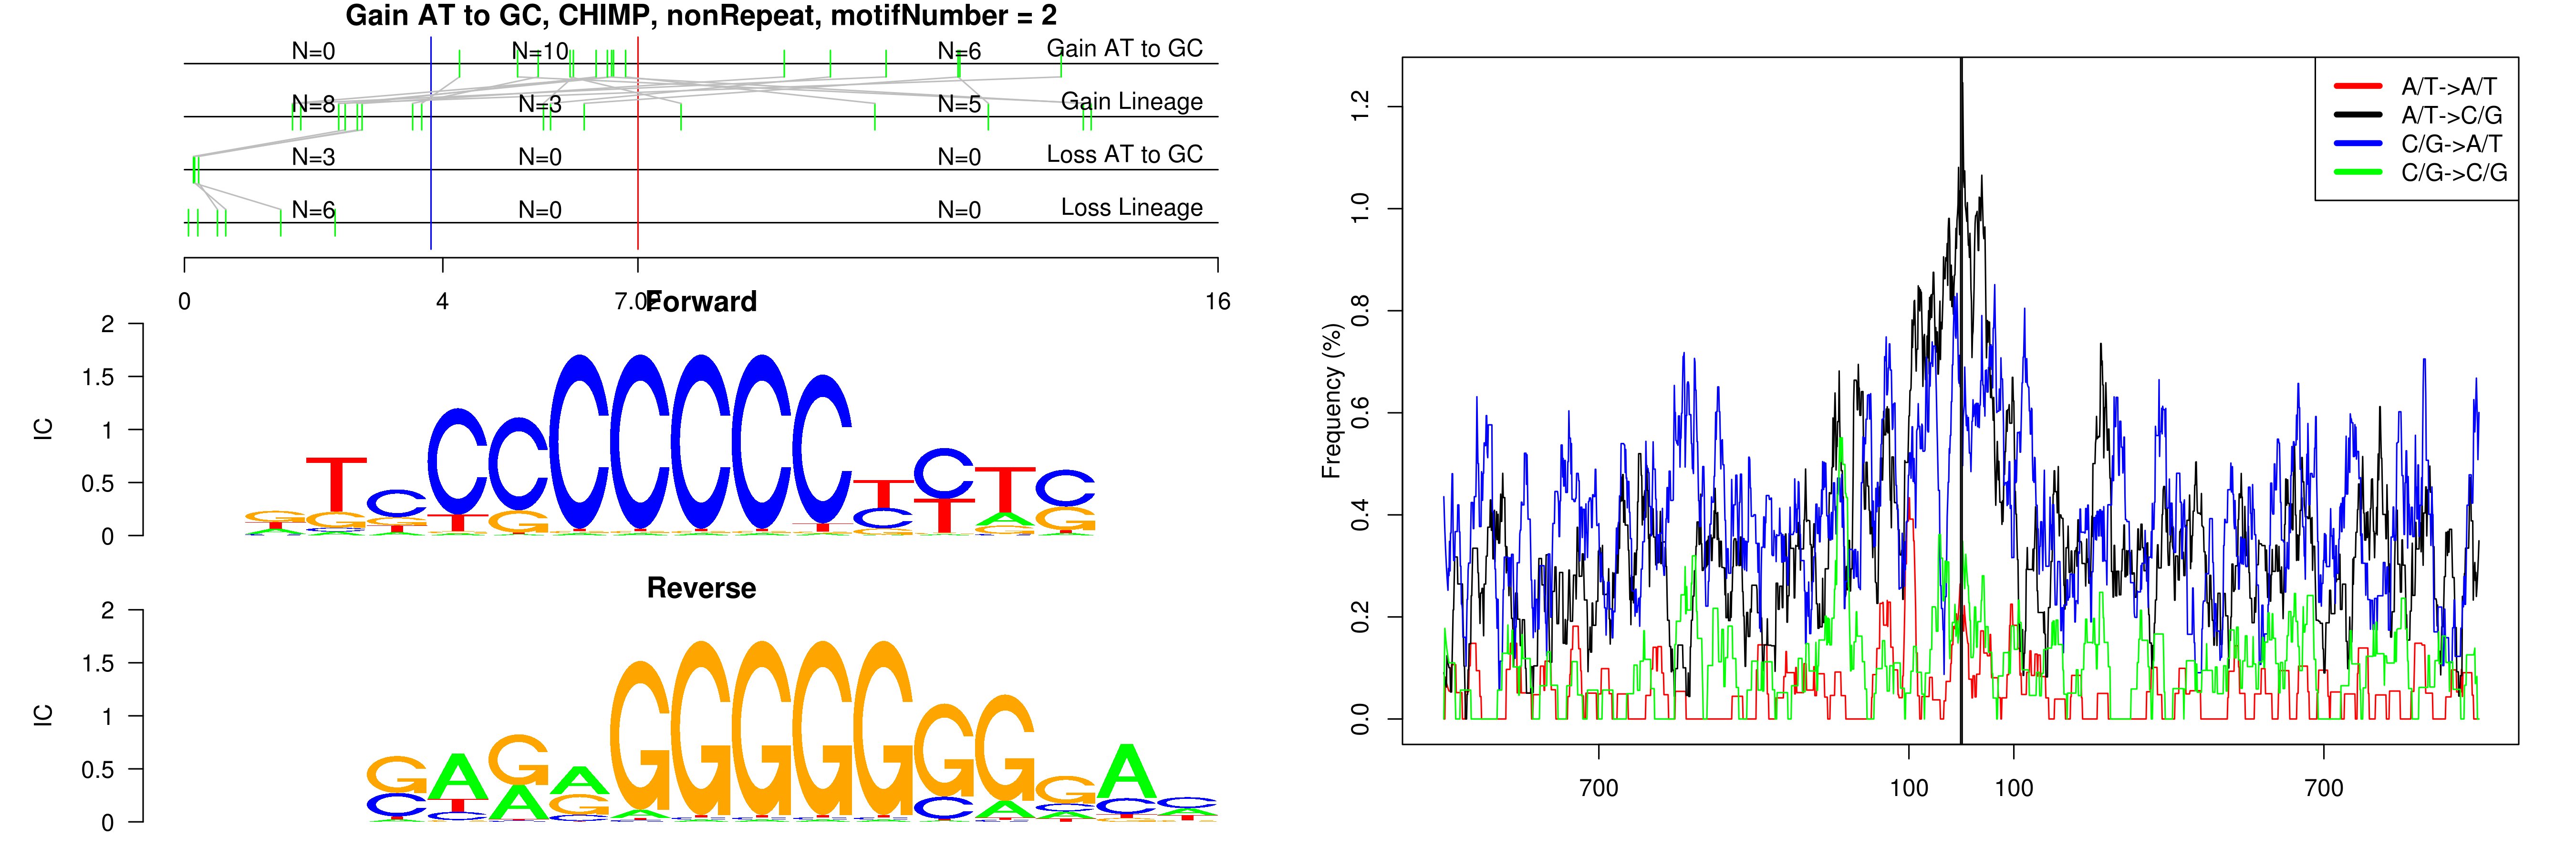 Gain AT to GC, CHIMP, nonRepeat, motifNumber = 2
N=0 N=10 N=6 Gain AT to GC
N=8 N=3 N=5 Gain Lineage
N=3 N=0 N=0 Loss AT to GC
N=6 N=0 N=0 Loss Lineage
0 4 7.02 16
Forward
2
1.5
1
0.5
0
IC
G T C C C C C C C C T C T C
Reverse
2
1.5
1
0.5
0
IC
G A G A G G G G G G G G A C
A/T->A/T
A/T->C/G
C/G->A/T
C/G->C/G
Frequency (%)
1.2
1.0
0.8
0.6
0.4
0.2
0.0
700 100 100 700